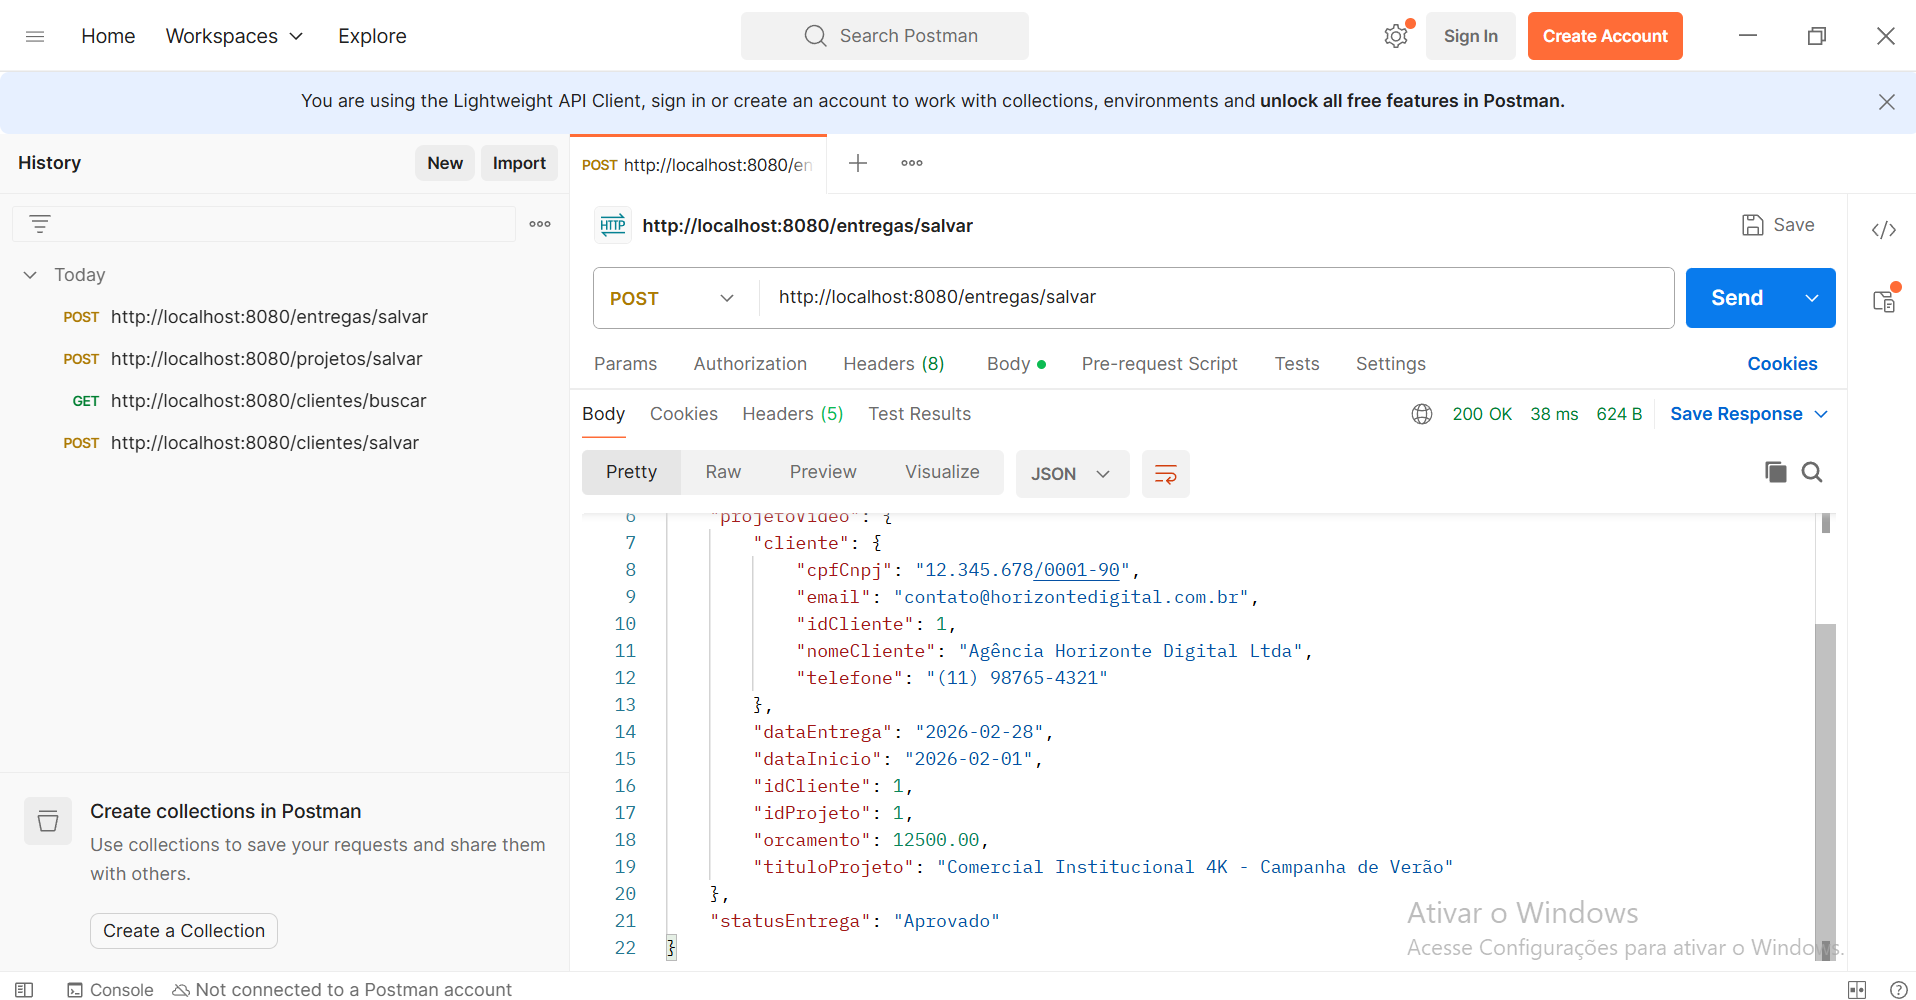 Home Workspaces Explore Search Postman Sign In Create Account
You are using the Lightweight API Client, sign in or create an account to work with collections, environments and unlock all free features in Postman.
History New Import
POST http://localhost:8080/en
HTTP http://localhost:8080/entregas/salvar Save
Today
POST http://localhost:8080/entregas/salvar
POST http://localhost:8080/projetos/salvar
GET http://localhost:8080/clientes/buscar
POST http://localhost:8080/clientes/salvar
POST http://localhost:8080/entregas/salvar Send
Params Authorization Headers (8) Body Pre-request Script Tests Settings Cookies
Body Cookies Headers (5) Test Results 200 OK 38 ms 624 B Save Response
Pretty Raw Preview Visualize JSON
6 "projetoVideo": {
7 "cliente": {
8 "cpfCnpj": "12.345.678/0001-90",
9 "email": "contato@horizontedigital.com.br",
10 "idCliente": 1,
11 "nomeCliente": "Agência Horizonte Digital Ltda",
12 "telefone": "(11) 98765-4321"
13 },
14 "dataEntrega": "2026-02-28",
15 "dataInicio": "2026-02-01",
16 "idCliente": 1,
17 "idProjeto": 1,
18 "orcamento": 12500.00,
19 "tituloProjeto": "Comercial Institucional 4K - Campanha de Verão"
20 },
21 "statusEntrega": "Aprovado"
22 }
Create collections in Postman
Use collections to save your requests and share them
with others.
Create a Collection
Ativar o Windows
Acesse Configurações para ativar o Windows.
Console Not connected to a Postman account